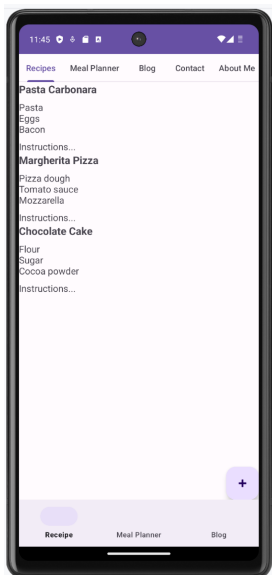 11:45
Recipes Meal Planner Blog Contact About Me
Pasta Carbonara
Pasta
Eggs
Bacon
Instructions...
Margherita Pizza
Pizza dough
Tomato sauce
Mozzarella
Instructions...
Chocolate Cake
Flour
Sugar
Cocoa powder
Instructions...
+
Receipe Meal Planner Blog